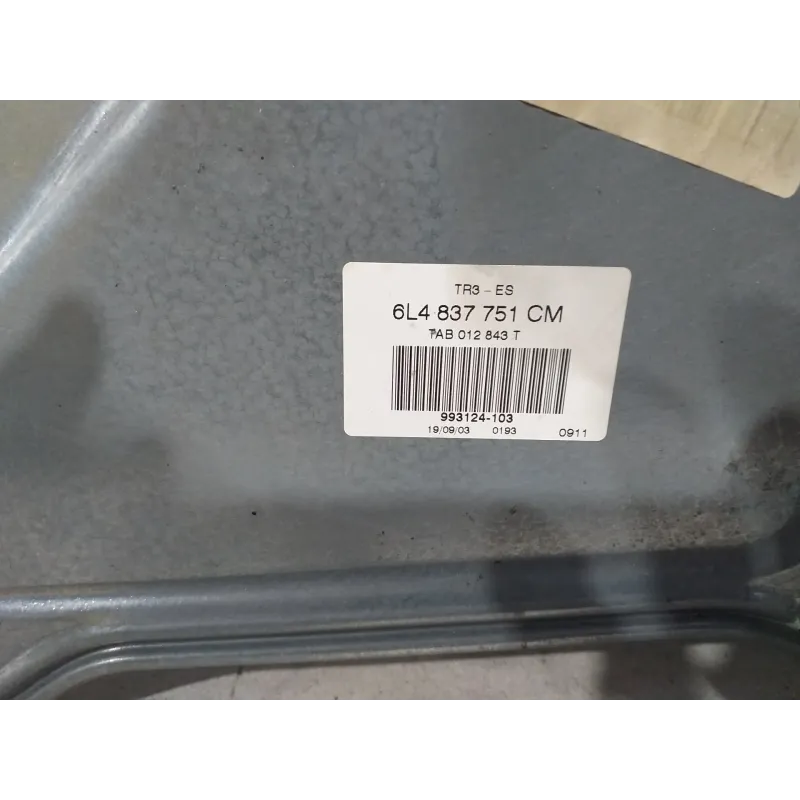 TR3 - ES
6L4 837 751 CM
TAB 012 843 T
993124-103
19/09/03 0193 0911